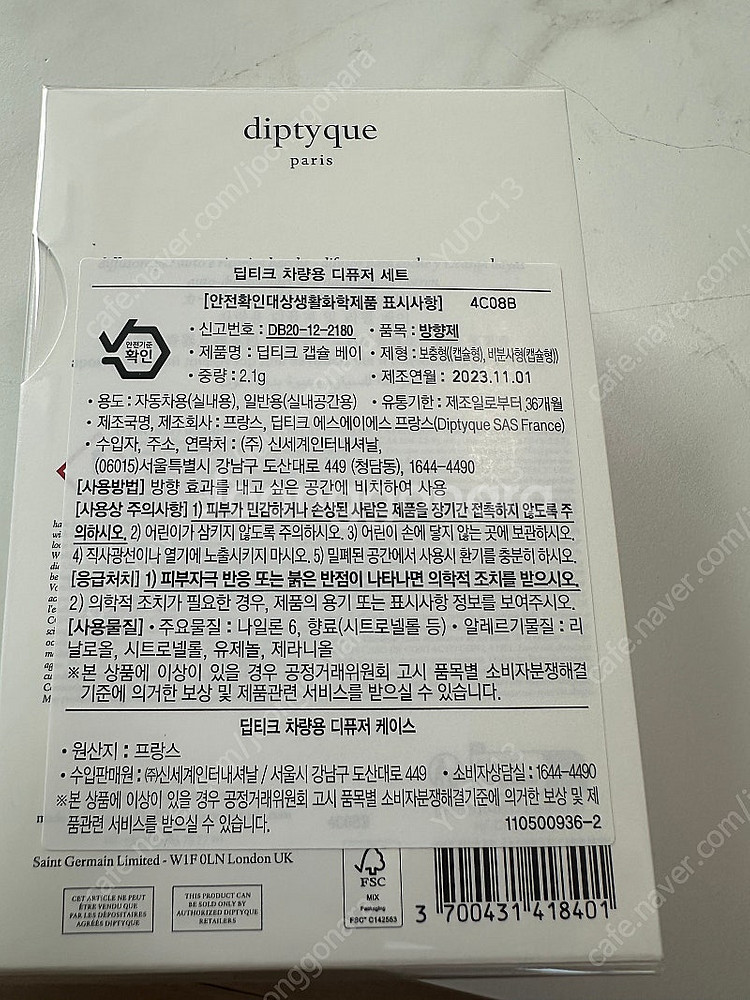 diptyque
paris
딥티크 차량용 디퓨저 세트
[안전확인대상생활화학제품 표시사항] 4C08B
안전기준
확인
• 신고번호 : DB20-12-2180 • 품목 : 방향제
• 제품명 : 딥티크 캡슐 베이 • 제형 : 보충형((캡슐형), 비분사형(캡슐형))
• 중량 : 2.1g • 제조연월 : 2023.11.01
• 용도 : 자동차용(실내용), 일반용(실내공간용) • 유통기한 : 제조일로부터 36개월
• 제조국명, 제조회사 : 프랑스, 딥티크 에스에이에스 프랑스(Diptyque SAS France)
• 수입자, 주소, 연락처 : (주) 신세계인터내셔날,
(06015)서울특별시 강남구 도산대로 449 (청담동), 1644-4490
[사용방법] 방향 효과를 내고 싶은 공간에 비치하여 사용
[사용상 주의사항] 1) 피부가 민감하거나 손상된 사람은 제품을 장기간 접촉하지 않도록 주
의하시오. 2) 어린이가 삼키지 않도록 주의하시오. 3) 어린이 손에 닿지 않는 곳에 보관하시오.
4) 직사광선이나 열기에 노출시키지 마시오. 5) 밀폐된 공간에서 사용시 환기를 충분히 하시오.
[응급처치] 1) 피부자극 반응 또는 붉은 반점이 나타나면 의학적 조치를 받으시오.
2) 의학적 조치가 필요한 경우, 제품의 용기 또는 표시사항 정보를 보여주시오.
[사용물질] • 주요물질 : 나일론 6, 향료(시트로넬롤 등) • 알레르기물질 : 리
날로올, 시트로넬롤, 유제놀, 제라니올
※본 상품에 이상이 있을 경우 공정거래위원회 고시 품목별 소비자분쟁해결
기준에 의거한 보상 및 제품관련 서비스를 받으실 수 있습니다.
딥티크 차량용 디퓨저 케이스
• 원산지 : 프랑스
• 수입판매원 : ㈜신세계인터내셔날 / 서울시 강남구 도산대로 449 • 소비자상담실 : 1644-4490
※본 상품에 이상이 있을 경우 공정거래위원회 고시 품목별 소비자분쟁해결기준에 의거한 보상 및 제
품관련 서비스를 받으실 수 있습니다. 110500936-2
Saint Germain Limited - W1F 0LN London UK
CET ARTICLE NE PEUT
ÊTRE VENDU QUE
PAR LES DÉPOSITAIRES
AGRÉÉS DIPTYQUE
THIS PRODUCT CAN
BE SOLD ONLY BY
AUTHORIZED DIPTYQUE
RETAILERS
FSC
MIX
Packaging
FSC® C142563
3 700431 418401
cafe.naver.com/joonggonara
YUDC13